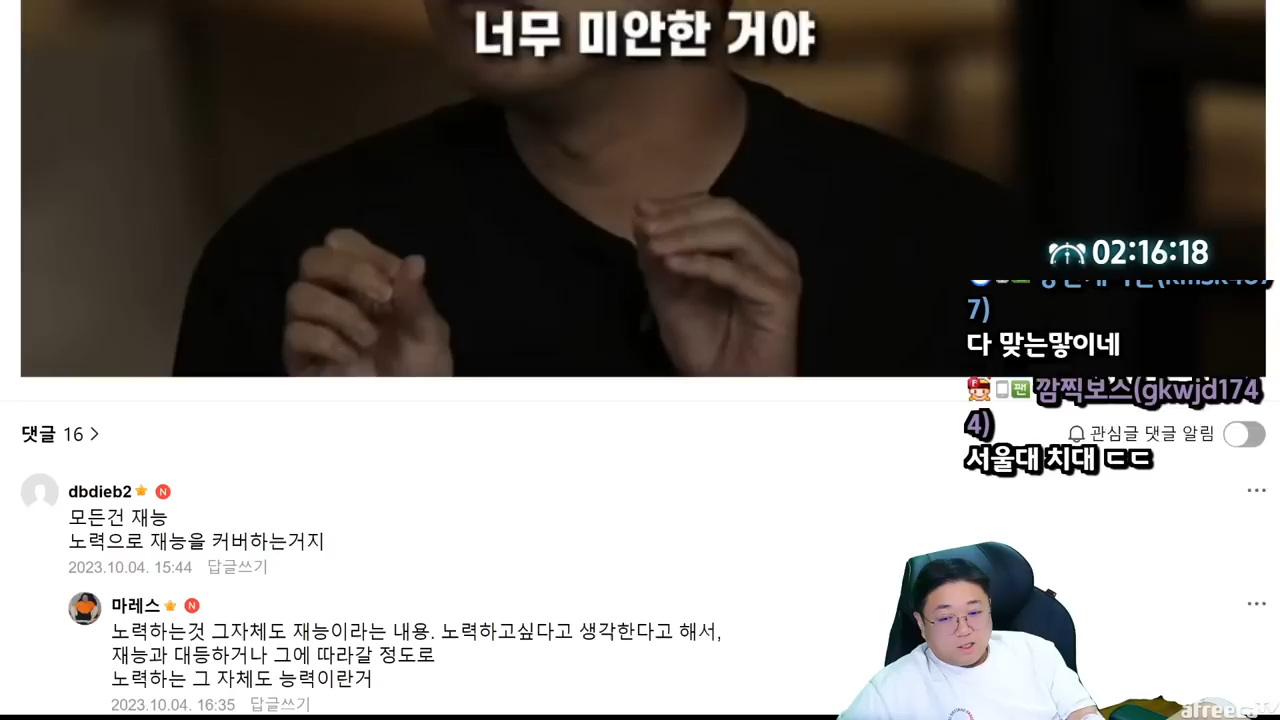 너무 미안한 거야
02:16:18
7)
다 맞는맣이네
깜찍보스(gkwjd174
4)
서울대 치대 ㄷㄷ
댓글 16 >
관심글 댓글 알림
dbdieb2
모든건 재능
노력으로 재능을 커버하는거지
2023.10.04. 15:44 답글쓰기
마레스
노력하는것 그자체도 재능이라는 내용. 노력하고싶다고 생각한다고 해서,
재능과 대등하거나 그에 따라갈 정도로
노력하는 그 자체도 능력이란거
2023.10.04. 16:35 답글쓰기
afreecaTV